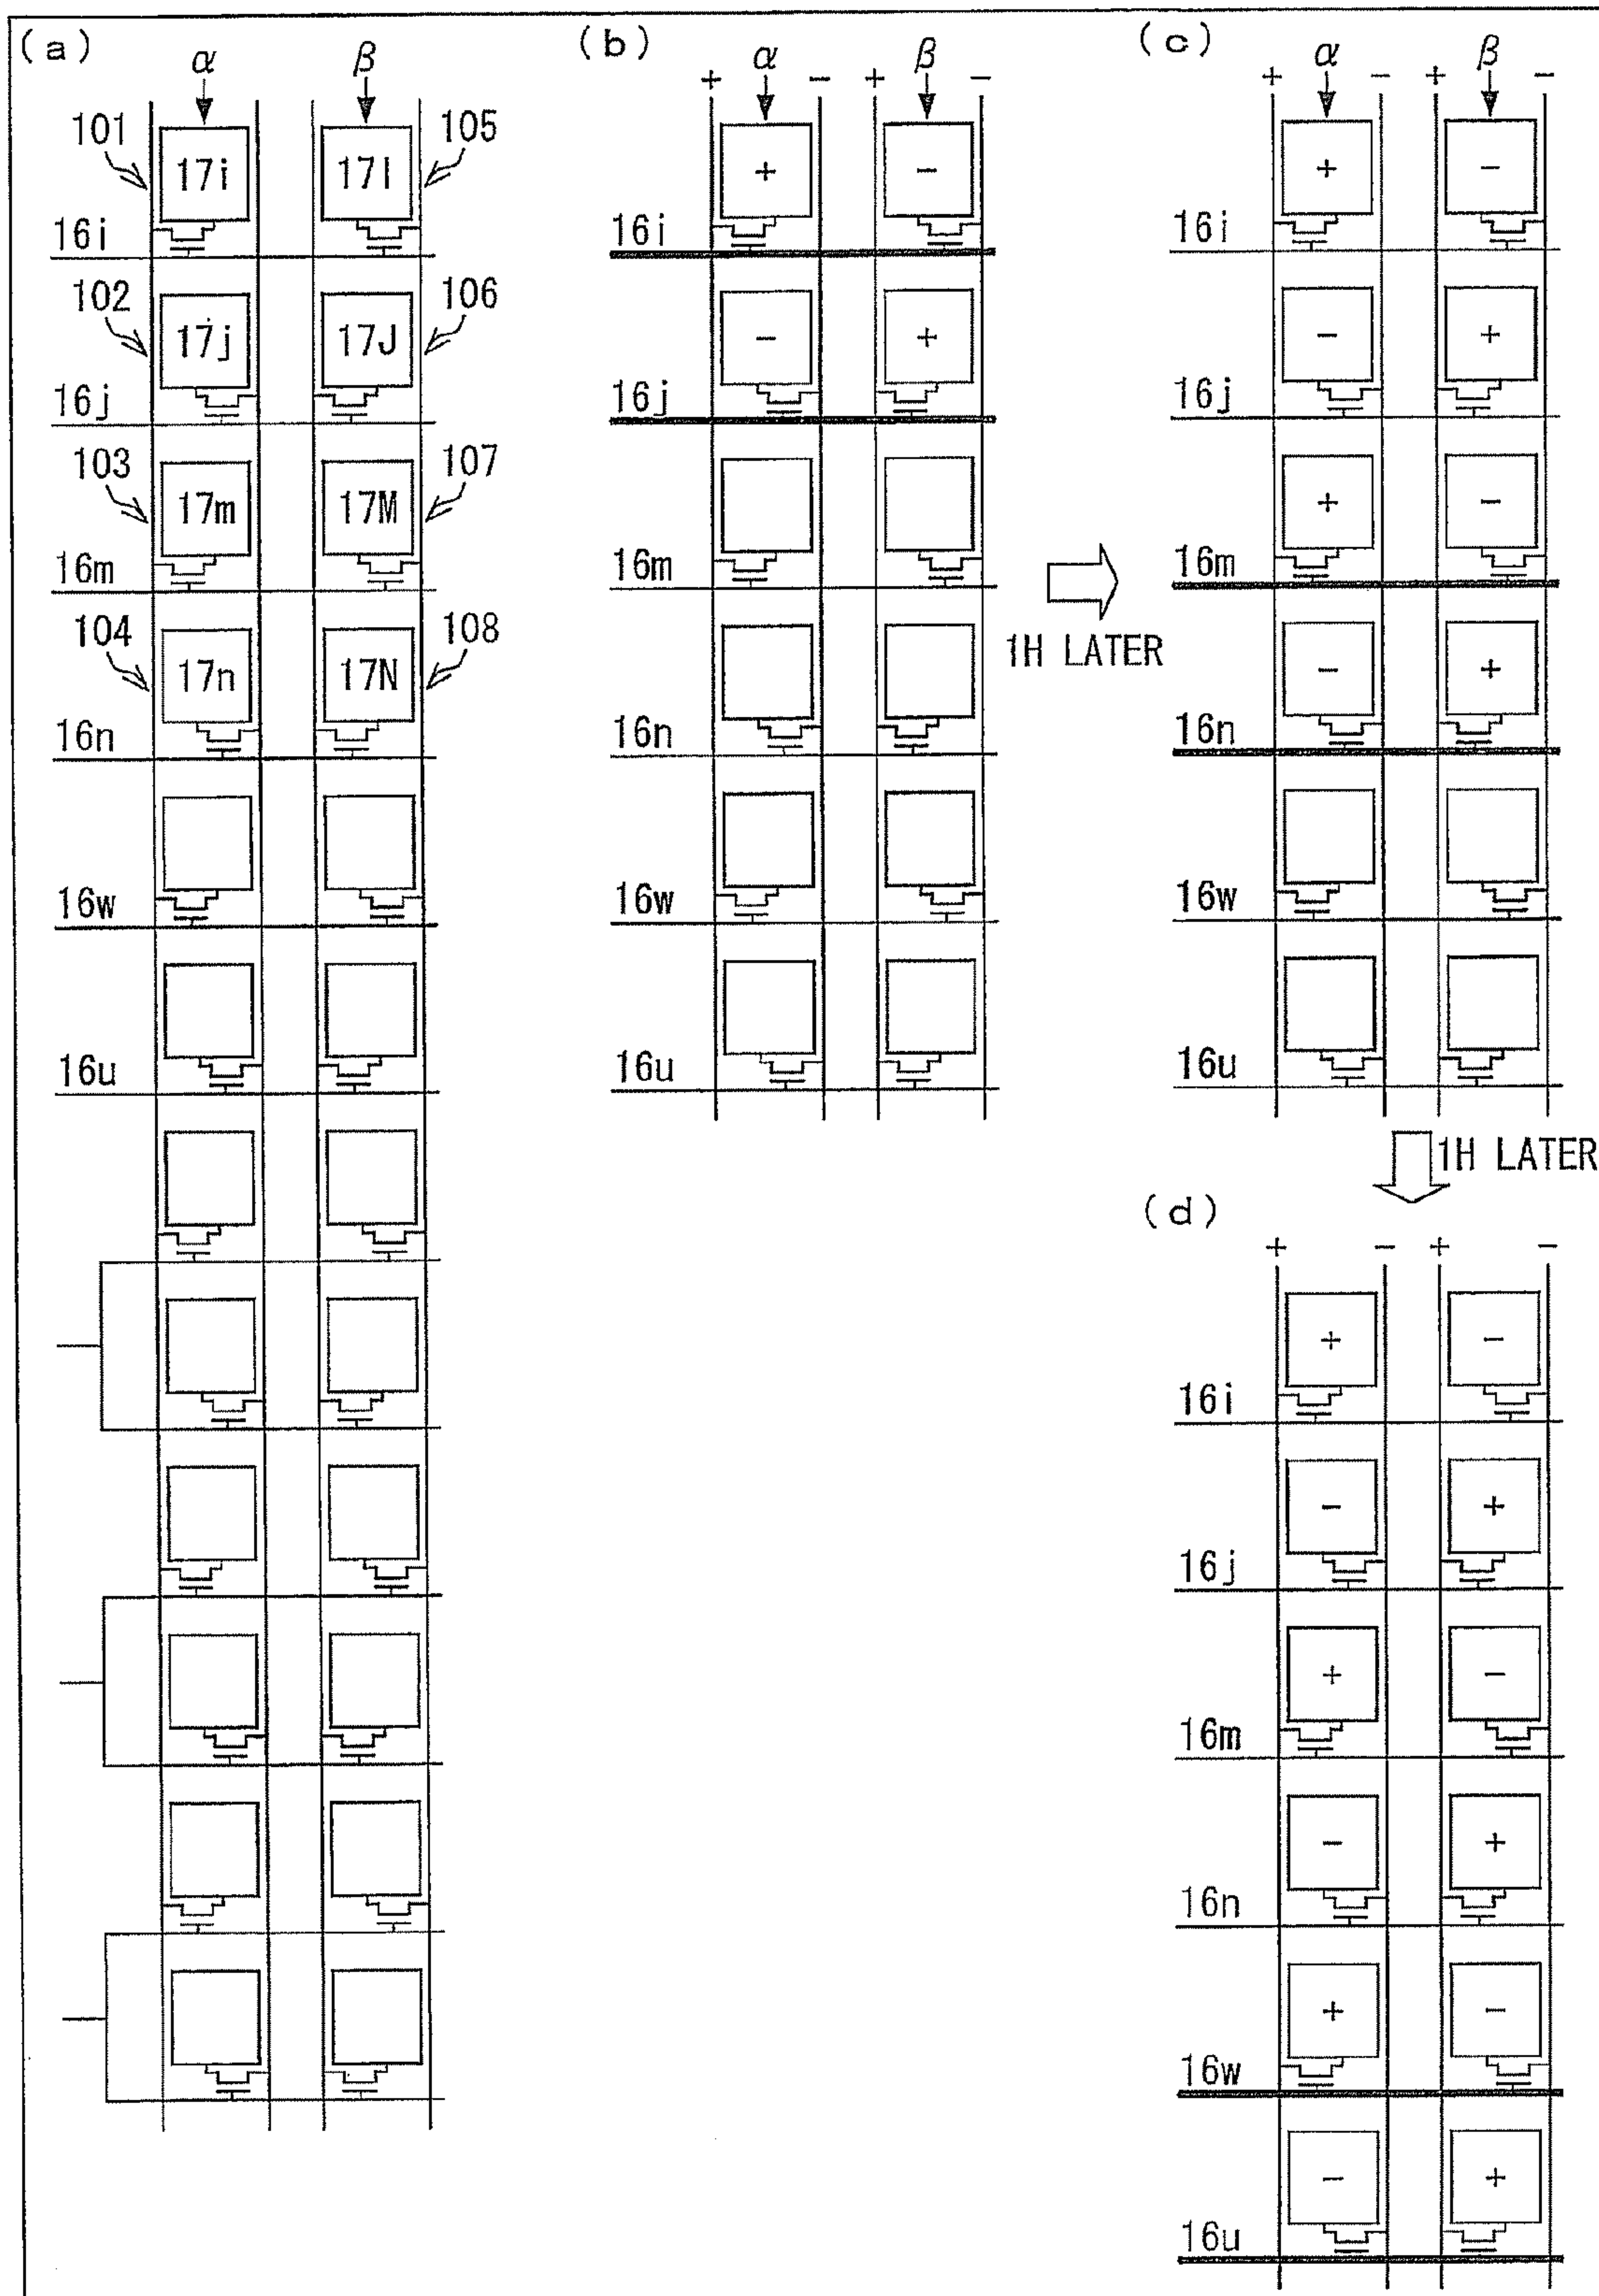 (a)
α β
101 17i 17I 105
16i
102 17j 17J 106
16j
103 17m 17M 107
16m
104 17n 17N 108
16n
16w
16u
(b)
α β
+ − + −
+ −
16i
− +
16j
16m
16n
16w
16u
1H LATER
(c)
α β
+ − + −
+ −
16i
− +
16j
+ −
16m
− +
16n
16w
16u
1H LATER
(d)
+ − + −
+ −
16i
− +
16j
+ −
16m
− +
16n
+ −
16w
− +
16u